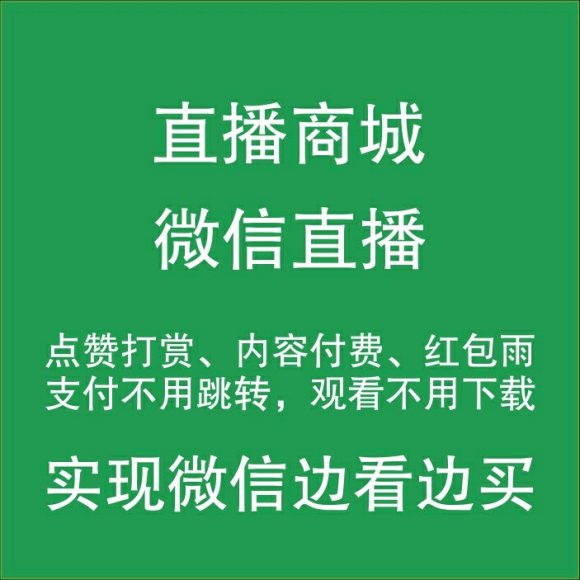 直播商城
微信直播
点赞打赏、内容付费、红包雨
支付不用跳转，观看不用下载
实现微信边看边买